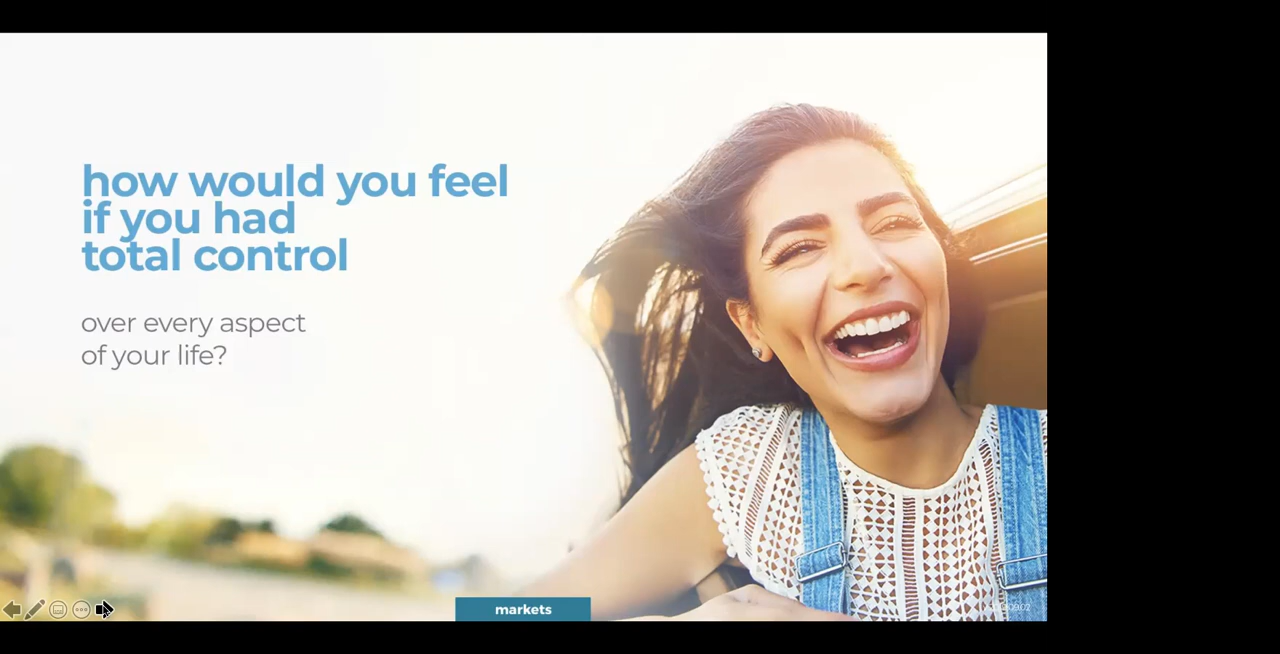 how would you feel
if you had
total control
over every aspect
of your life?
markets